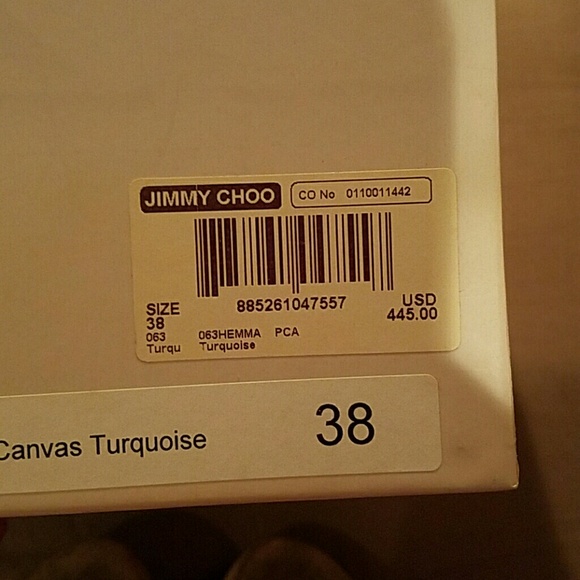 JIMMY CHOO CO No 0110011442
885261047557
SIZE USD
38 445.00
063 063HEMMA PCA
Turqu Turquoise
Canvas Turquoise 38